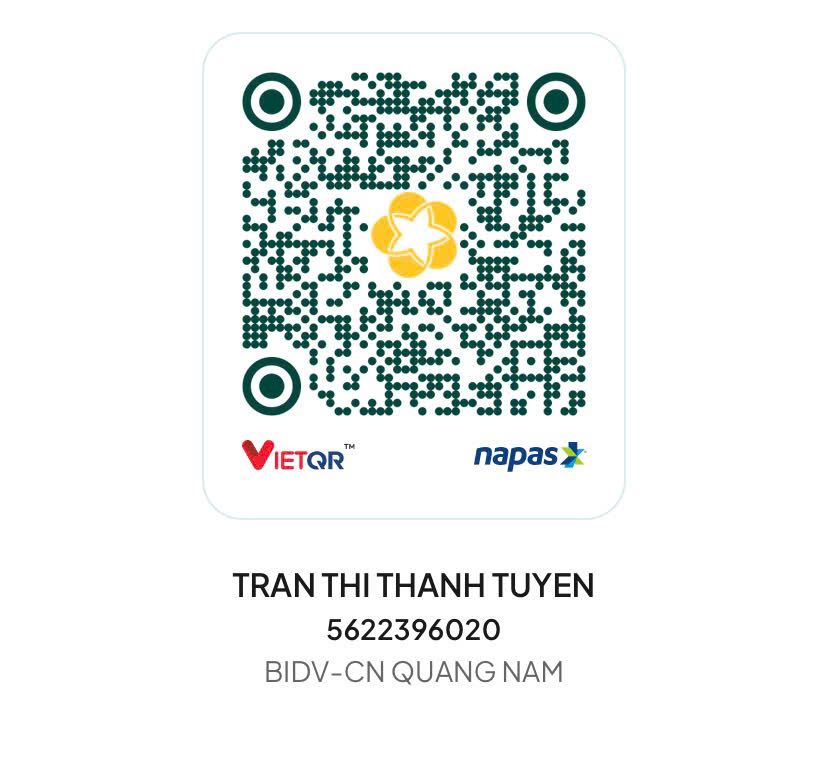 VIETQR™
napas
TRAN THI THANH TUYEN
5622396020
BIDV-CN QUANG NAM